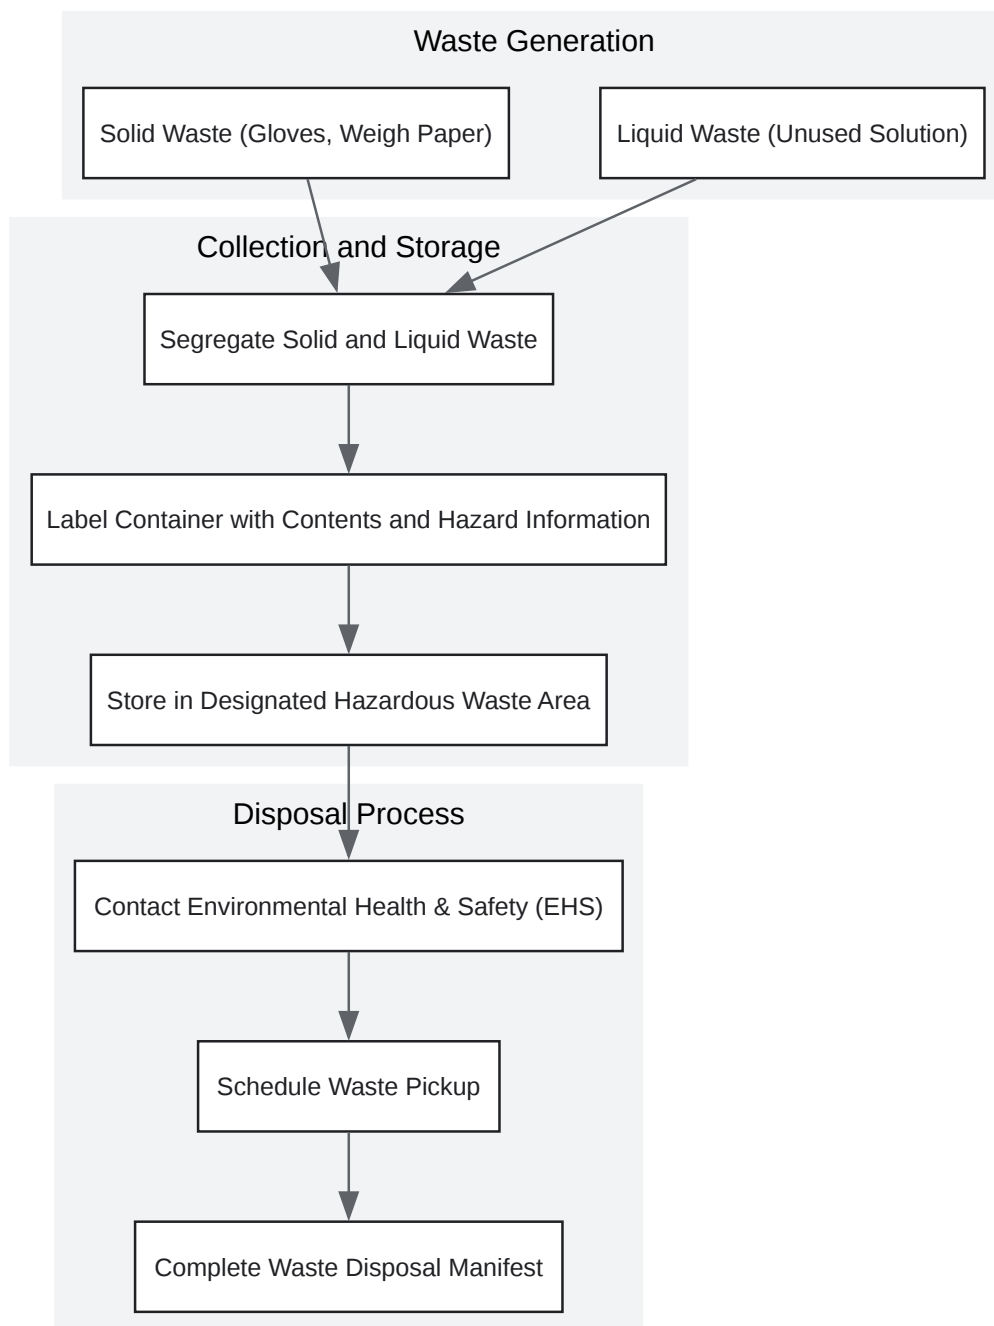 Waste Generation
Solid Waste (Gloves, Weigh Paper)
Liquid Waste (Unused Solution)
Collection and Storage
Segregate Solid and Liquid Waste
Label Container with Contents and Hazard Information
Store in Designated Hazardous Waste Area
Disposal Process
Contact Environmental Health & Safety (EHS)
Schedule Waste Pickup
Complete Waste Disposal Manifest